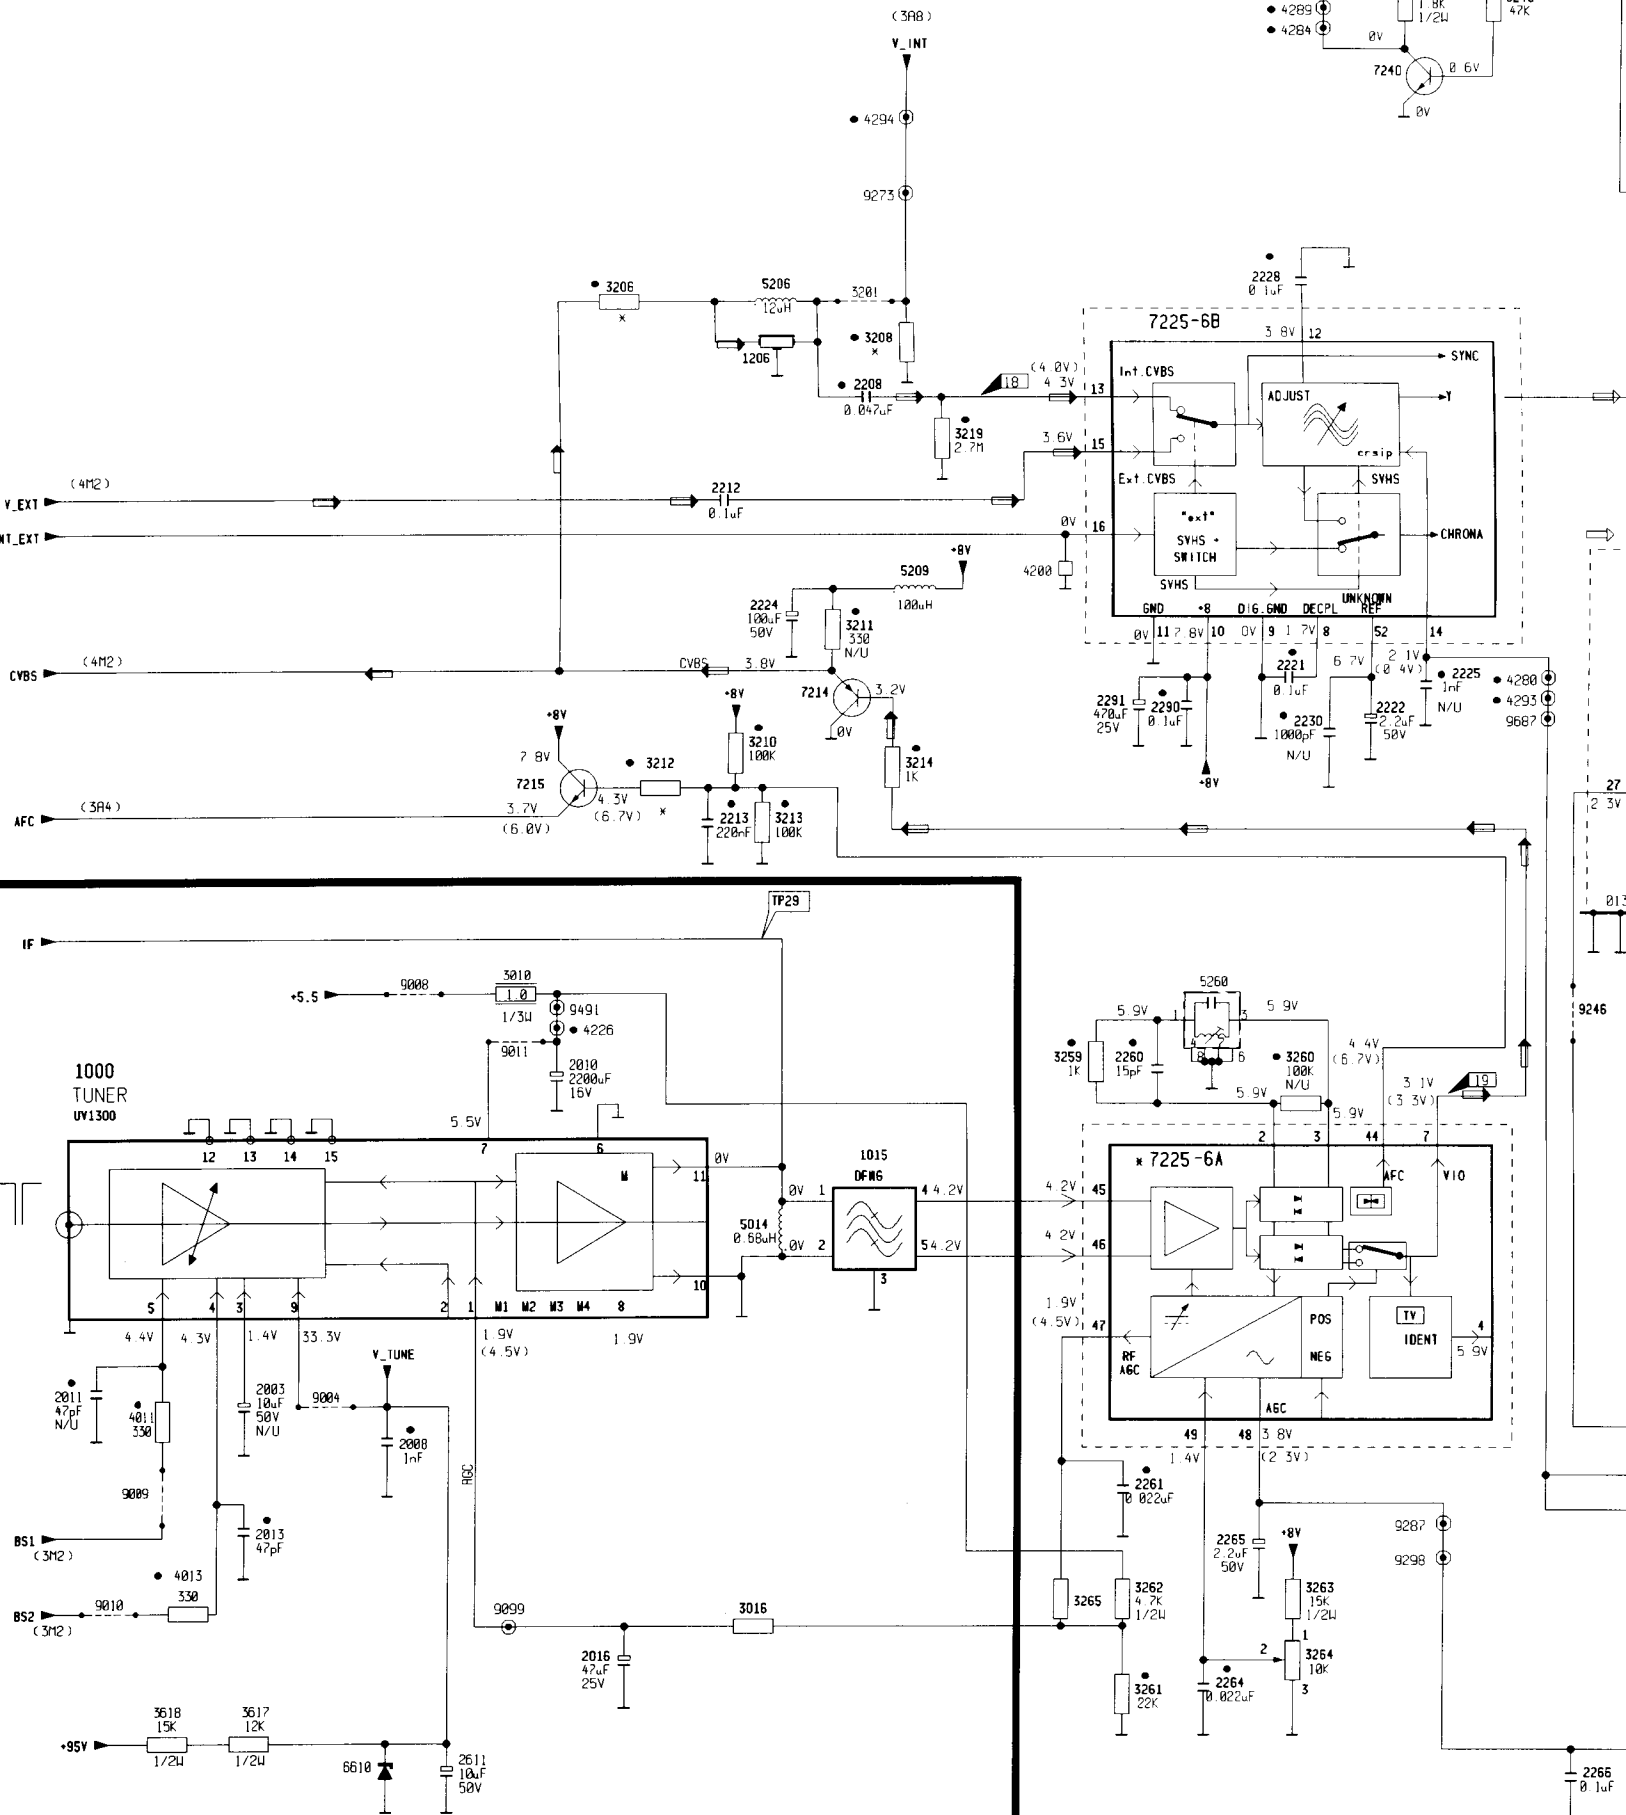 (3A8)
V_INT
4289
4284
1.8K
1/2W
47K
0V
7240
0 6V
0V
4294
9273
3206
*
5206
12uH
3201
1206
3208
*
2208
0.047uF
3219
2.7M
18
(4.0V)
4 3V
13
3.6V
15
2228
0 1uF
7225-6B
3 8V
12
Int.CVBS
ADJUST
SYNC
Y
crsip
Ext.CVBS
SVHS
"ext"
SVHS -
SWITCH
CHROMA
SVHS
UNKNOWN
GND
+8
DIG.GND
DECPL
REF
0V
11
7.8V
10
0V
9
1 7V
8
52
14
V_EXT
(4M2)
2212
0.1uF
NT_EXT
0V
16
4200
+8V
5209
100uH
2224
100uF
50V
3211
330
N/U
CVBS
(4M2)
CVBS
3.8V
7214
3.2V
0V
2221
0.1uF
6 7V
2 1V
(0 4V)
2225
1nF
N/U
4280
4293
9687
2291
470uF
25V
2290
0.1uF
2230
1000pF
N/U
2222
2.2uF
50V
+8V
+8V
+8V
7 8V
7215
3210
100K
3212
*
3214
1K
AFC
(3A4)
3.7V
(6.0V)
4.3V
(6.7V)
2213
220nF
3213
100K
27
2 3V
013
TP29
IF
+5.5
9008
3010
1.0
1/3W
9491
4226
9011
2010
2200uF
16V
5260
5.9V
1
3
5 9V
4
2
8
6
3259
1K
2260
15pF
3260
100K
N/U
4.4V
(6.7V)
3 1V
(3 3V)
19
9246
1000
TUNER
UV1300
5.5V
12
13
14
15
7
6
5.9V
5.9V
2
3
44
7
* 7225-6A
M
11
0V
1015
DFMG
0V
1
4
4.2V
4.2V
45
AFC
VIO
5014
0.68uH
0V
2
5
4.2V
4 2V
46
3
10
5
4
3
9
2
1
M1
M2
M3
M4
8
4.4V
4.3V
1.4V
33.3V
1.9V
(4.5V)
1.9V
1.9V
(4.5V)
47
RF
AGC
POS
NEG
TV
IDENT
4
5 9V
AGC
V_TUNE
2011
47pF
N/U
4011
330
2003
10uF
50V
N/U
9004
2008
1nF
AGC
49
1.4V
48
3 8V
(2 3V)
9009
2261
0 022uF
BS1
(3M2)
2013
47pF
2265
2.2uF
50V
+8V
9287
9298
4013
330
BS2
(3M2)
9010
9099
3016
3265
3262
4.7K
1/2W
3263
15K
1/2W
1
2
3264
10K
3
2016
47uF
25V
3261
22K
2264
0.022uF
3618
15K
1/2W
3617
12K
1/2W
+95V
6610
2611
10uF
50V
2266
0.1uF